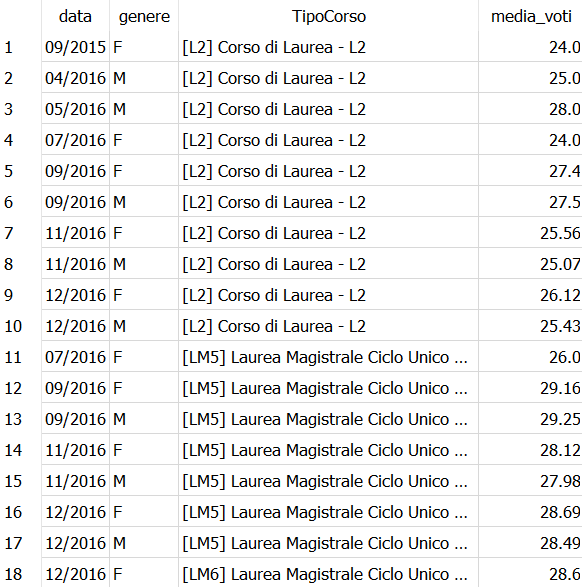 data genere TipoCorso media_voti
1 09/2015 F [L2] Corso di Laurea - L2 24.0
2 04/2016 M [L2] Corso di Laurea - L2 25.0
3 05/2016 M [L2] Corso di Laurea - L2 28.0
4 07/2016 F [L2] Corso di Laurea - L2 24.0
5 09/2016 F [L2] Corso di Laurea - L2 27.4
6 09/2016 M [L2] Corso di Laurea - L2 27.5
7 11/2016 F [L2] Corso di Laurea - L2 25.56
8 11/2016 M [L2] Corso di Laurea - L2 25.07
9 12/2016 F [L2] Corso di Laurea - L2 26.12
10 12/2016 M [L2] Corso di Laurea - L2 25.43
11 07/2016 F [LM5] Laurea Magistrale Ciclo Unico ... 26.0
12 09/2016 F [LM5] Laurea Magistrale Ciclo Unico ... 29.16
13 09/2016 M [LM5] Laurea Magistrale Ciclo Unico ... 29.25
14 11/2016 F [LM5] Laurea Magistrale Ciclo Unico ... 28.12
15 11/2016 M [LM5] Laurea Magistrale Ciclo Unico ... 27.98
16 12/2016 F [LM5] Laurea Magistrale Ciclo Unico ... 28.69
17 12/2016 M [LM5] Laurea Magistrale Ciclo Unico ... 28.49
18 12/2016 F [LM6] Laurea Magistrale Ciclo Unico ... 28.6